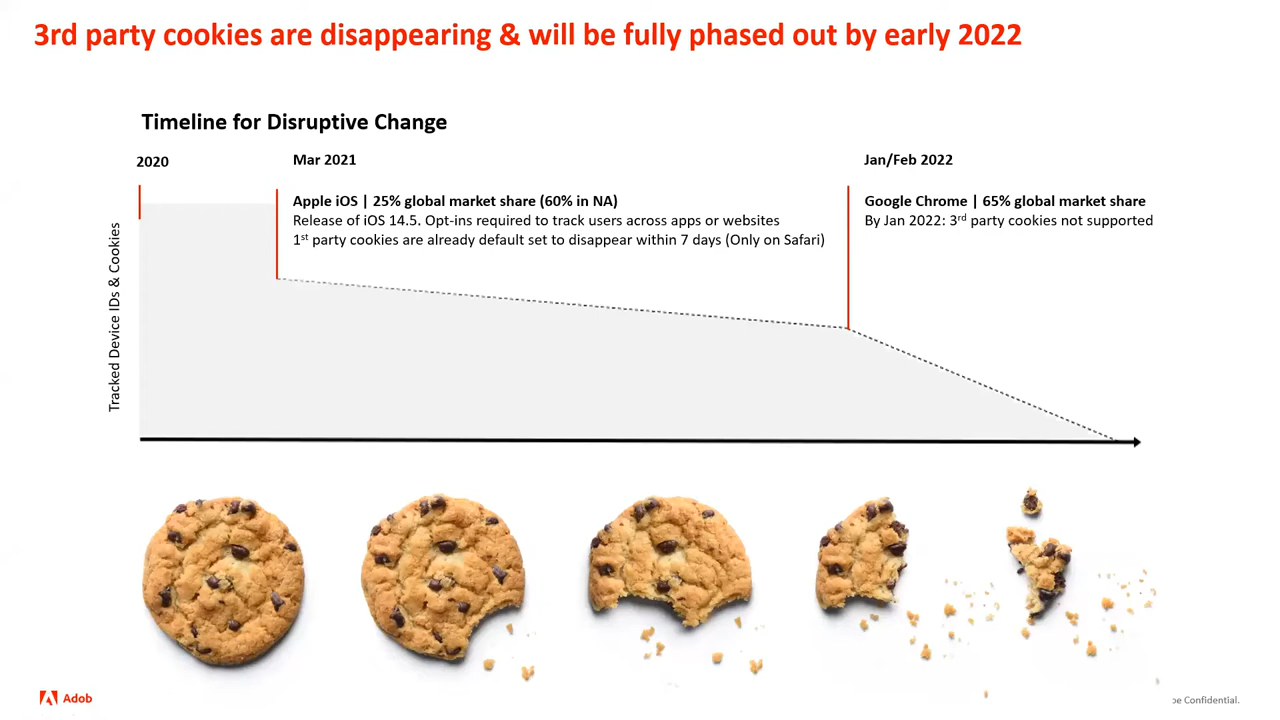 3rd party cookies are disappearing & will be fully phased out by early 2022
Timeline for Disruptive Change
2020
Mar 2021
Jan/Feb 2022
Apple iOS | 25% global market share (60% in NA)
Release of iOS 14.5. Opt-ins required to track users across apps or websites
1st party cookies are already default set to disappear within 7 days (Only on Safari)
Google Chrome | 65% global market share
By Jan 2022: 3rd party cookies not supported
Tracked Device IDs & Cookies
Adob
be Confidential.